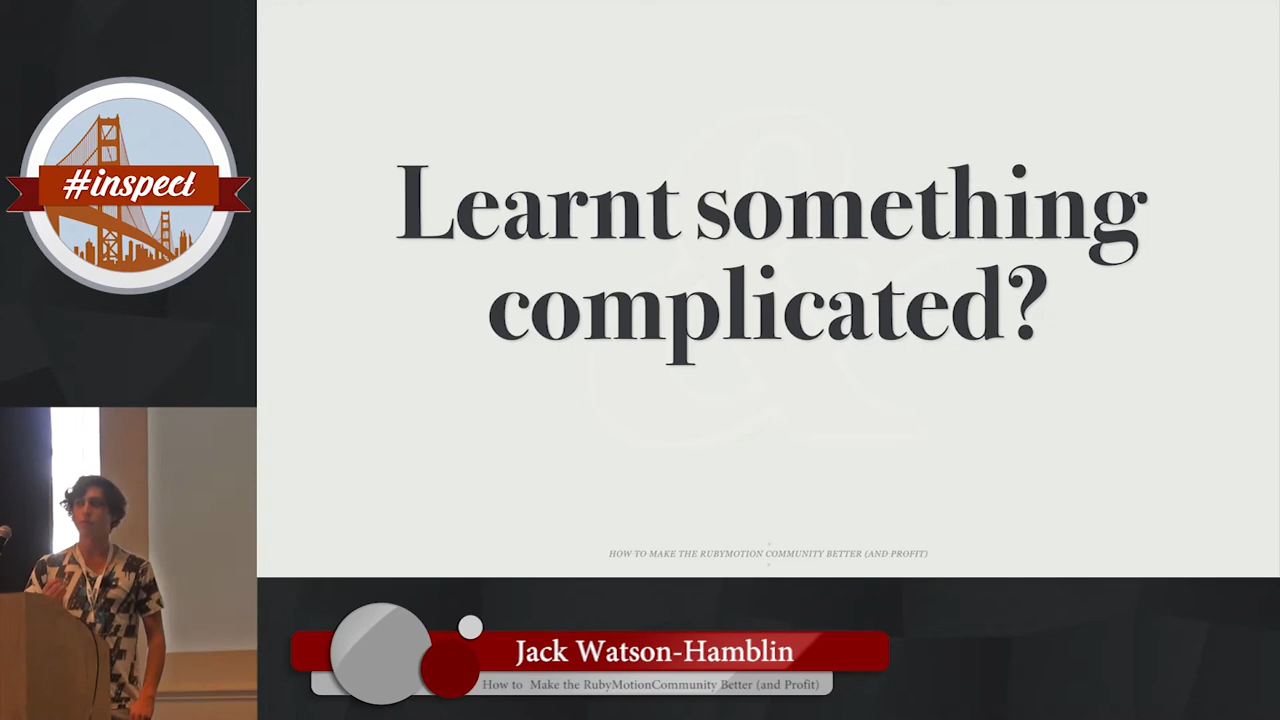 #inspect
Learnt something
complicated?
HOW TO MAKE THE RUBYMOTION COMMUNITY BETTER (AND PROFIT)
Jack Watson-Hamblin
How to Make the RubyMotionCommunity Better (and Profit)